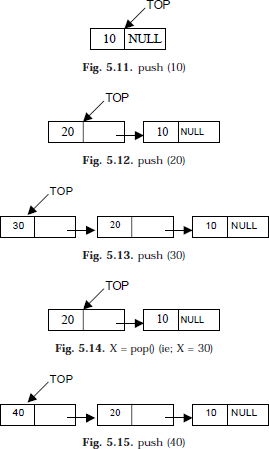 TOP
10 NULL
Fig. 5.11. push (10)
TOP
20 10 NULL
Fig. 5.12. push (20)
TOP
30 20 10 NULL
Fig. 5.13. push (30)
TOP
20 10 NULL
Fig. 5.14. X = pop() (ie; X = 30)
TOP
40 20 10 NULL
Fig. 5.15. push (40)